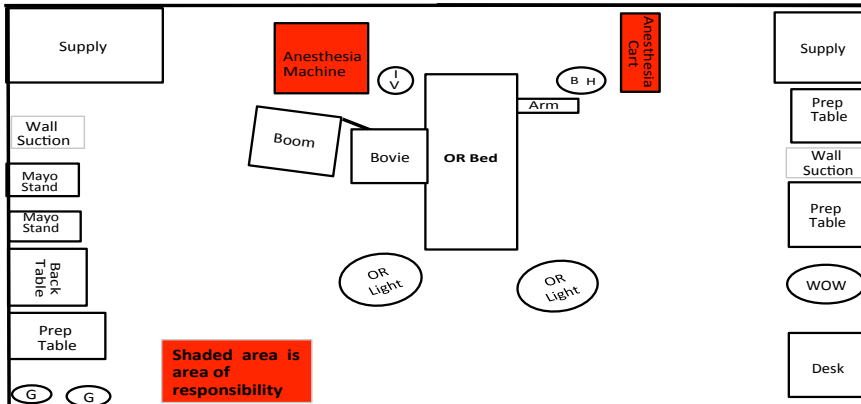 Supply
Anesthesia
Machine
I
V
B H
Anesthesia
Cart
Supply
Arm
Prep
Table
Wall
Suction
Boom
Bovie
OR Bed
Wall
Suction
Mayo
Stand
Prep
Table
Mayo
Stand
Back
Table
OR
Light
OR
Light
WOW
Prep
Table
Shaded area is
area of
responsibility
Desk
G
G